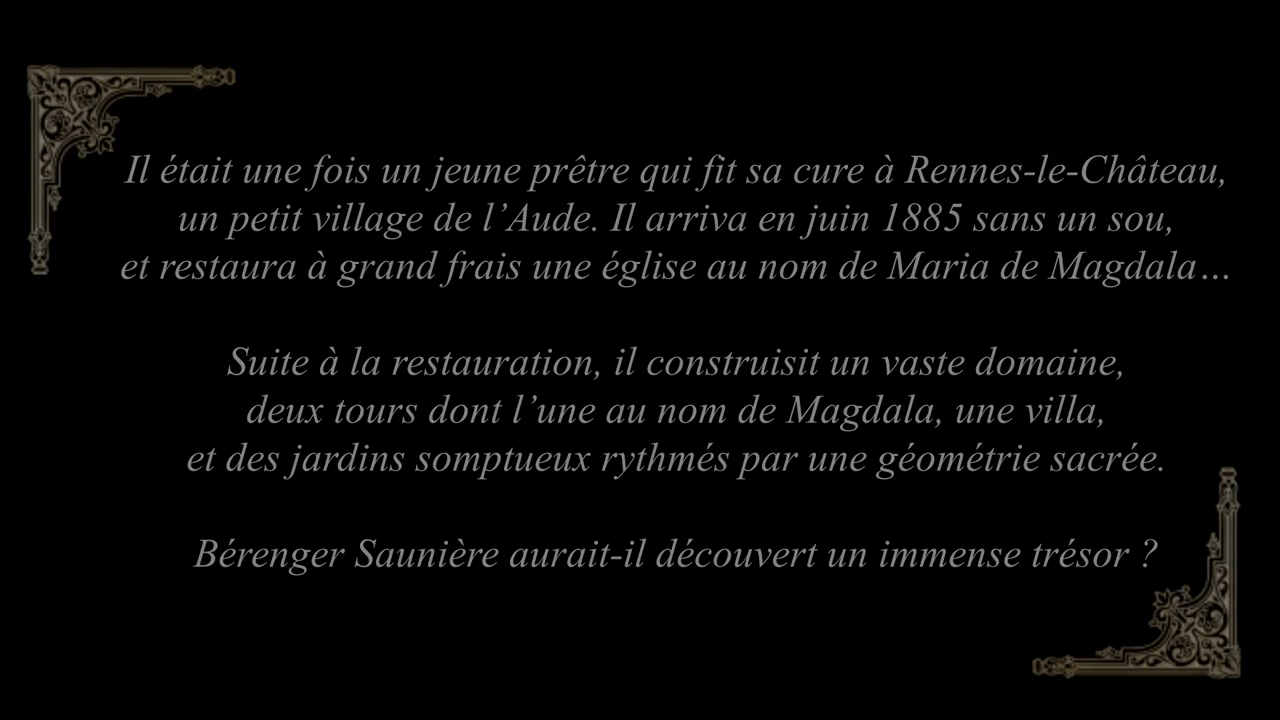 Il était une fois un jeune prêtre qui fit sa cure à Rennes-le-Château,
un petit village de l’Aude. Il arriva en juin 1885 sans un sou,
et restaura à grand frais une église au nom de Maria de Magdala…
Suite à la restauration, il construisit un vaste domaine,
deux tours dont l’une au nom de Magdala, une villa,
et des jardins somptueux rythmés par une géométrie sacrée.
Bérenger Saunière aurait-il découvert un immense trésor ?